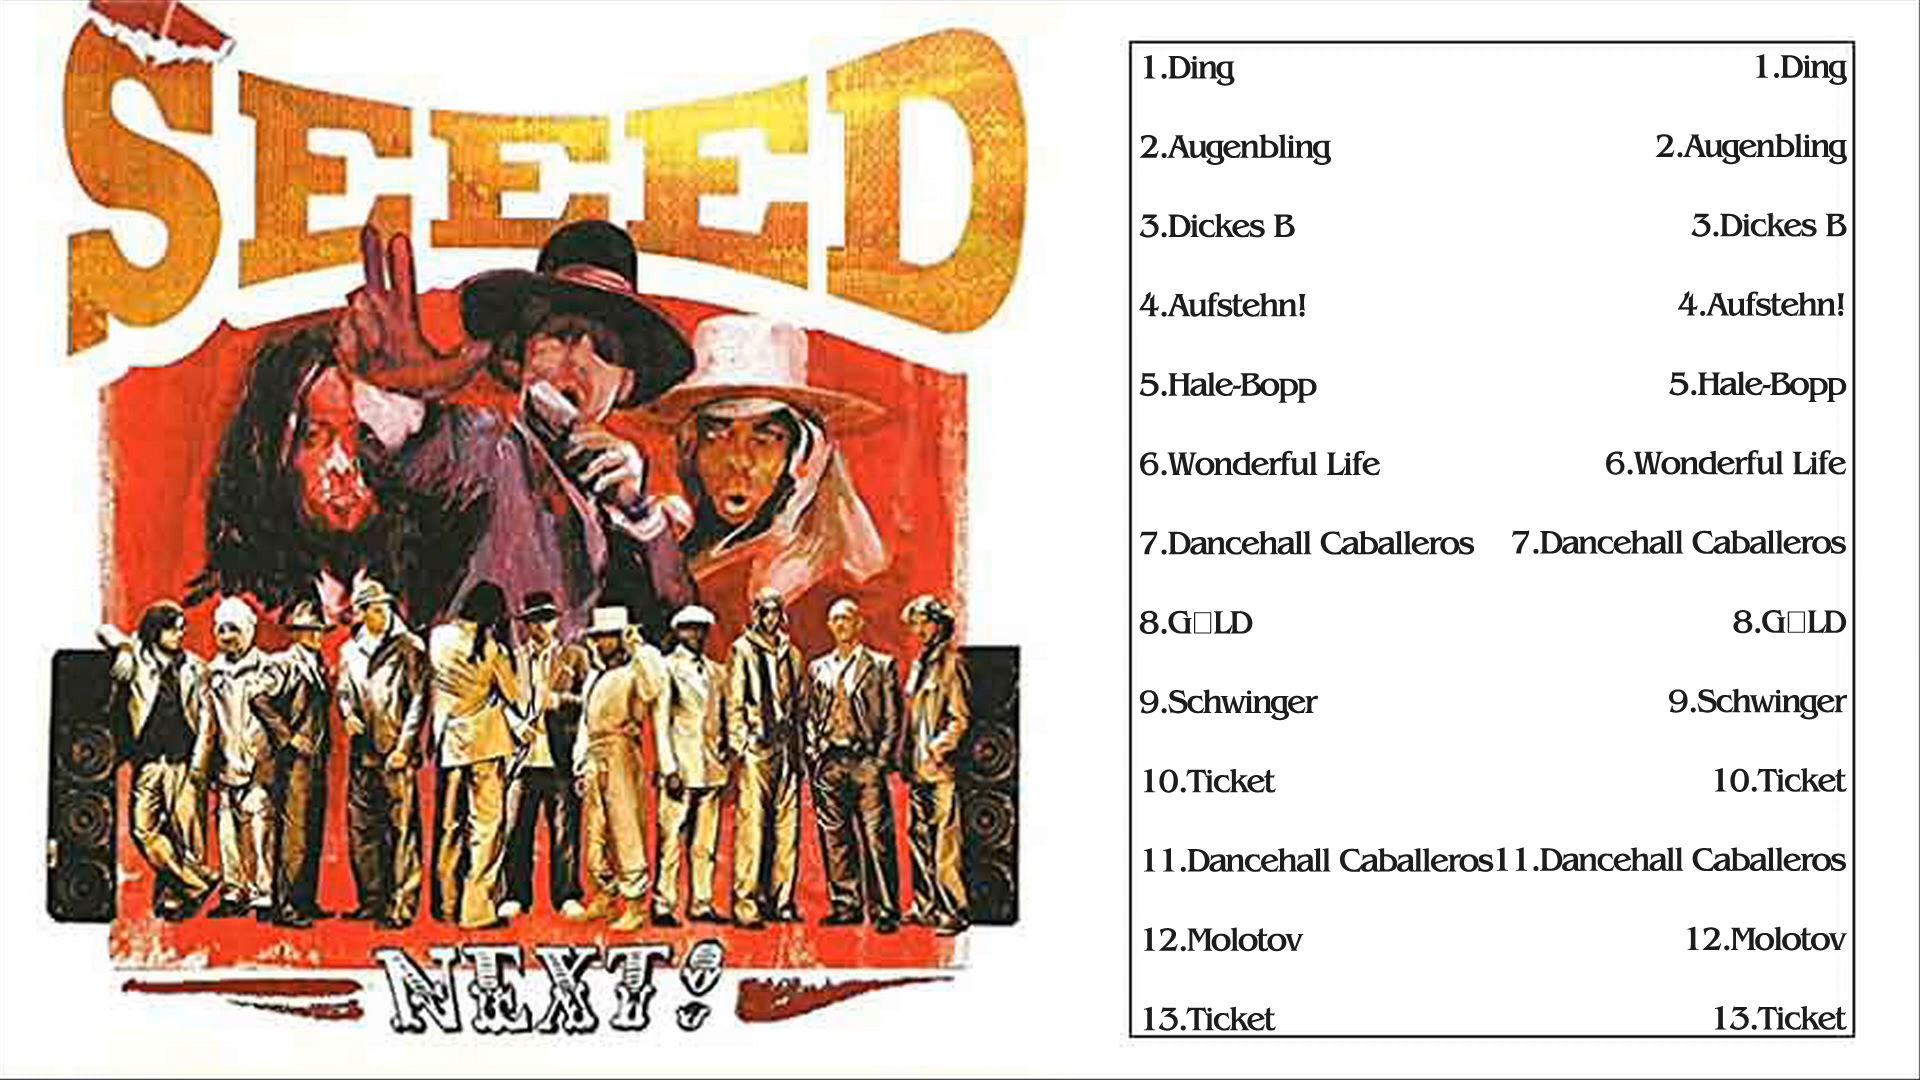 SEEED
NEXT!
1.Ding 1.Ding
2.Augenbling 2.Augenbling
3.Dickes B 3.Dickes B
4.Aufstehn! 4.Aufstehn!
5.Hale-Bopp 5.Hale-Bopp
6.Wonderful Life 6.Wonderful Life
7.Dancehall Caballeros 7.Dancehall Caballeros
8.G□LD 8.G□LD
9.Schwinger 9.Schwinger
10.Ticket 10.Ticket
11.Dancehall Caballeros 11.Dancehall Caballeros
12.Molotov 12.Molotov
13.Ticket 13.Ticket